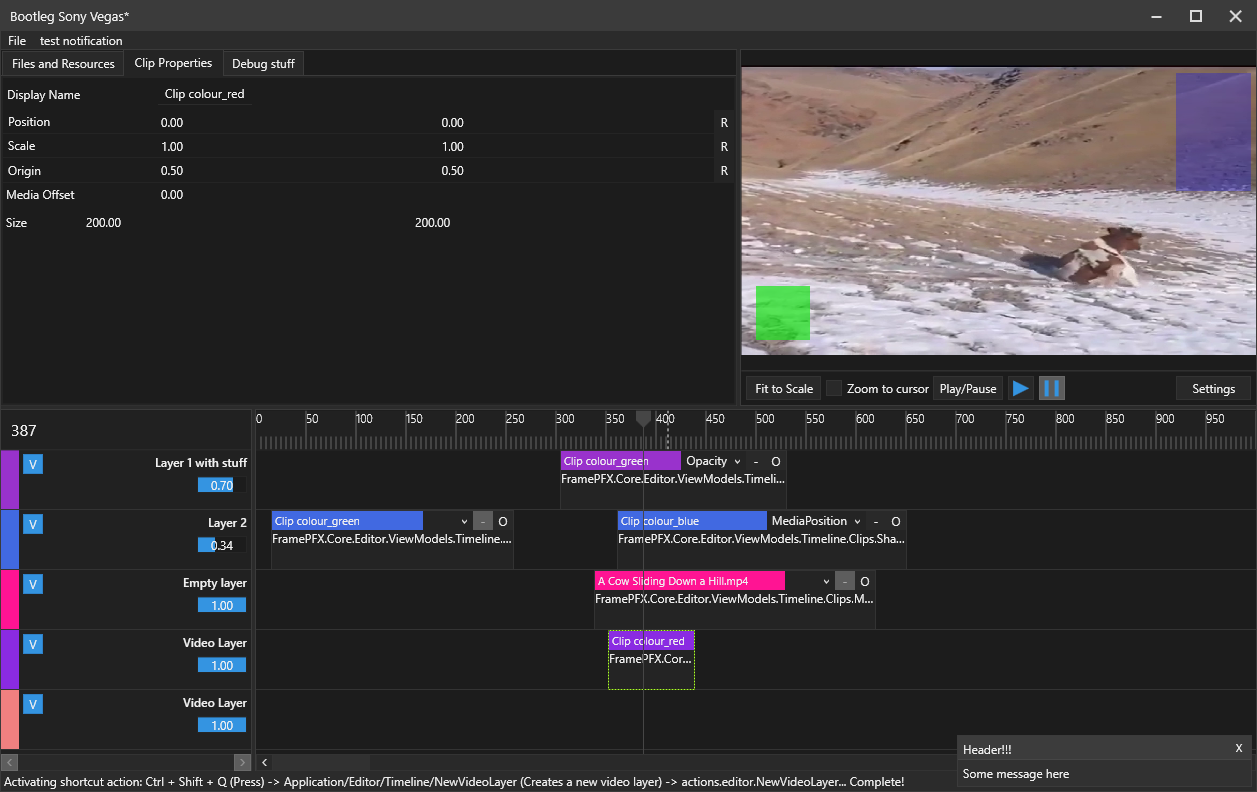 Bootleg Sony Vegas*
File test notification
Files and Resources Clip Properties Debug stuff
Display Name Clip colour_red
Position 0.00 0.00 R
Scale 1.00 1.00 R
Origin 0.50 0.50 R
Media Offset 0.00
Size 200.00 200.00
Fit to Scale Zoom to cursor Play/Pause Settings
387
0 50 100 150 200 250 300 350 400 450 500 550 600 650 700 750 800 850 900 950
V Layer 1 with stuff
0.70
Clip colour_green Opacity - O
FramePFX.Core.Editor.ViewModels.Timeli...
V Layer 2
0.34
Clip colour_green - O
FramePFX.Core.Editor.ViewModels.Timeline....
Clip colour_blue MediaPosition - O
FramePFX.Core.Editor.ViewModels.Timeline.Clips.Sha...
V Empty layer
1.00
A Cow Sliding Down a Hill.mp4 - O
FramePFX.Core.Editor.ViewModels.Timeline.Clips.M...
V Video Layer
1.00
Clip colour_red
FramePFX.Cor...
V Video Layer
1.00
Header!!! X
Some message here
Activating shortcut action: Ctrl + Shift + Q (Press) -> Application/Editor/Timeline/NewVideoLayer (Creates a new video layer) -> actions.editor.NewVideoLayer... Complete!